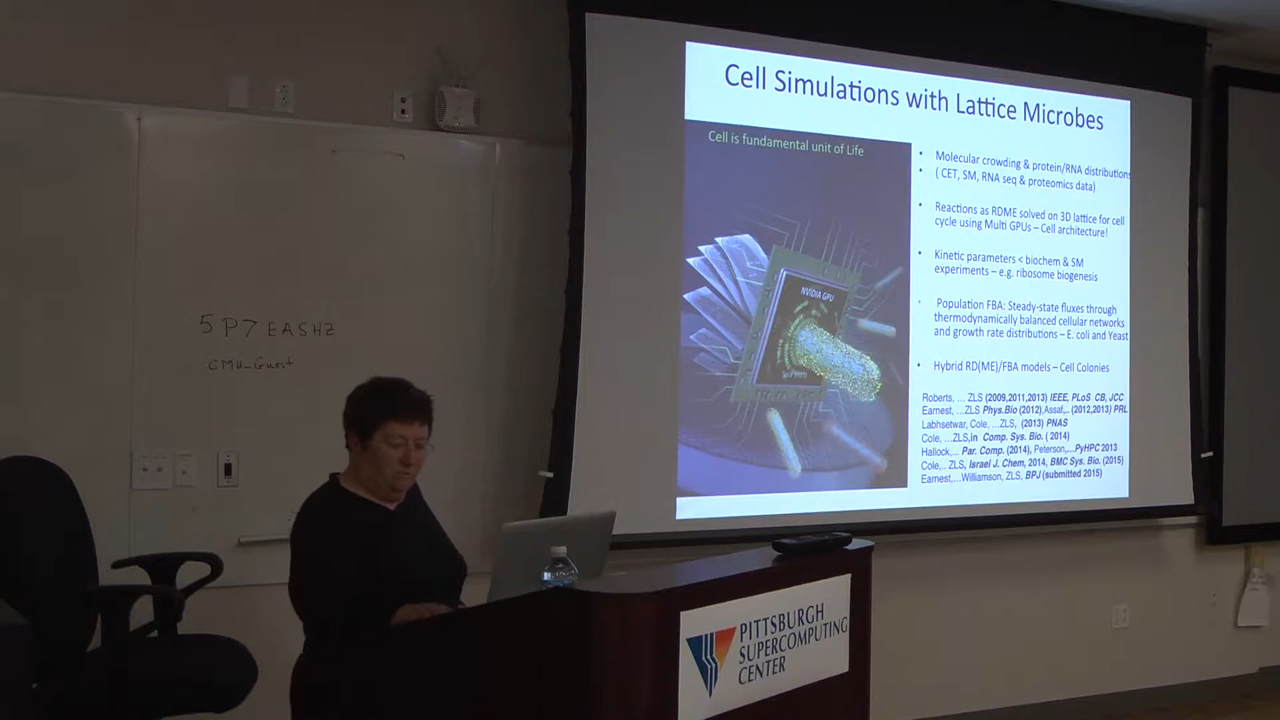 Cell Simulations with Lattice Microbes
Cell is fundamental unit of Life
NVIDIA GPU
• Molecular crowding & protein/RNA distributions
• ( CET, SM, RNA seq & proteomics data)
• Reactions as RDME solved on 3D lattice for cell
cycle using Multi GPUs – Cell architecture!
• Kinetic parameters < biochem & SM
experiments – e.g. ribosome biogenesis
• Population FBA: Steady-state fluxes through
thermodynamically balanced cellular networks
and growth rate distributions – E. coli and Yeast
• Hybrid RD(ME)/FBA models – Cell Colonies
Roberts, ... ZLS (2009,2011,2013) IEEE, PLoS CB, JCC
Earnest, ...ZLS Phys.Bio (2012),Assaf,.. (2012,2013) PRL
Labhsetwar, Cole, ...ZLS, (2013) PNAS
Cole, ...ZLS,in Comp. Sys. Bio. ( 2014)
Hallock,... Par. Comp. (2014), Peterson,...PyHPC 2013
Cole,.. ZLS, Israel J. Chem, 2014, BMC Sys. Bio. (2015)
Earnest,...Williamson, ZLS, BPJ (submitted 2015)
5P7EASHZ
CMU_Guest
PITTSBURGH
SUPERCOMPUTING
CENTER